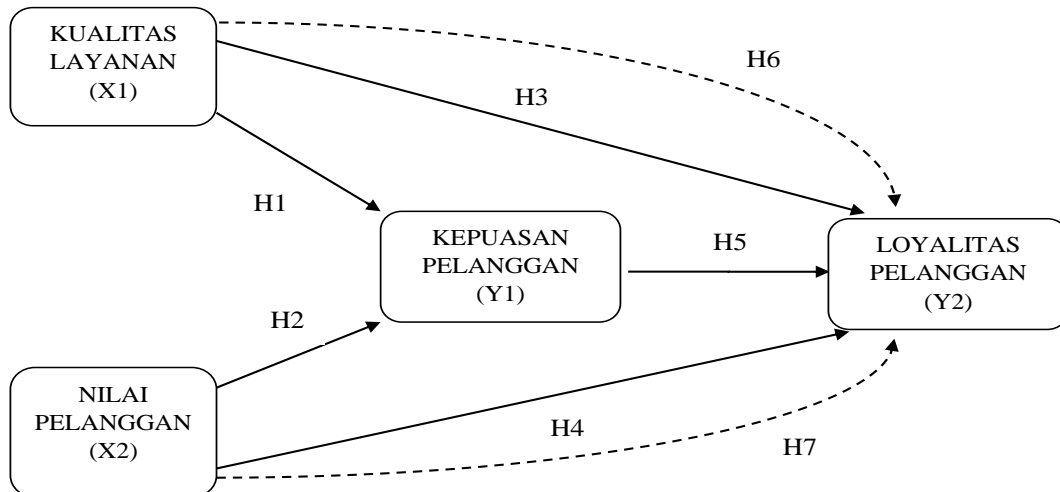 KUALITAS
LAYANAN
(X1)
H6
H3
H1
KEPUASAN
PELANGGAN
(Y1)
H5
LOYALITAS
PELANGGAN
(Y2)
H2
NILAI
PELANGGAN
(X2)
H4
H7